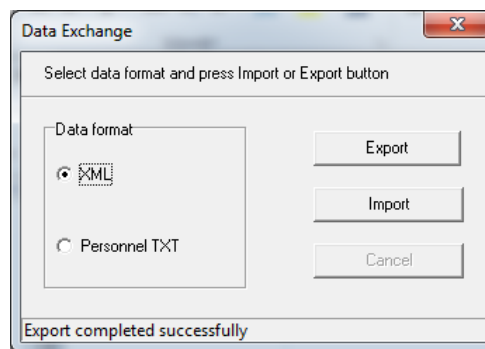 Data Exchange
Select data format and press Import or Export button
Data format
XML
Personnel TXT
Export
Import
Cancel
Export completed successfully